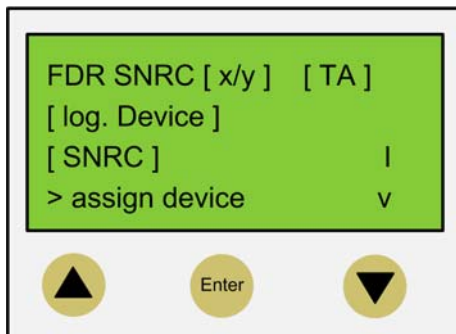 FDR SNRC [ x/y ] [ TA ]
[ log. Device ]
[ SNRC ] I
> assign device v
Enter